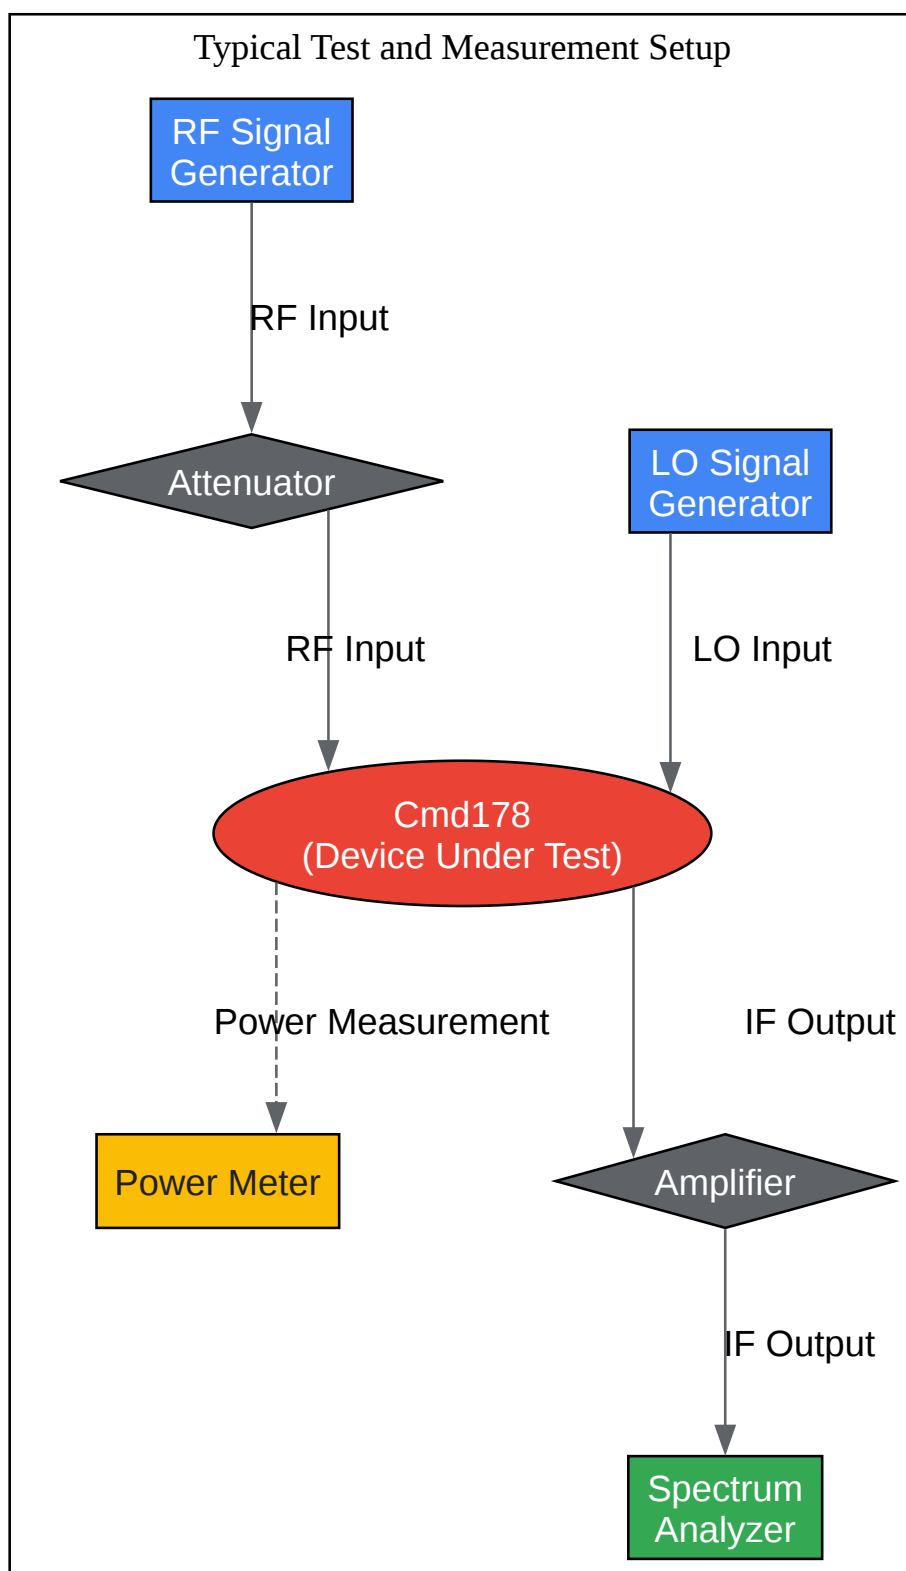 Typical Test and Measurement Setup
RF Signal
Generator
RF Input
Attenuator
LO Signal
Generator
RF Input
LO Input
Cmd178
(Device Under Test)
Power Measurement
IF Output
Power Meter
Amplifier
IF Output
Spectrum
Analyzer